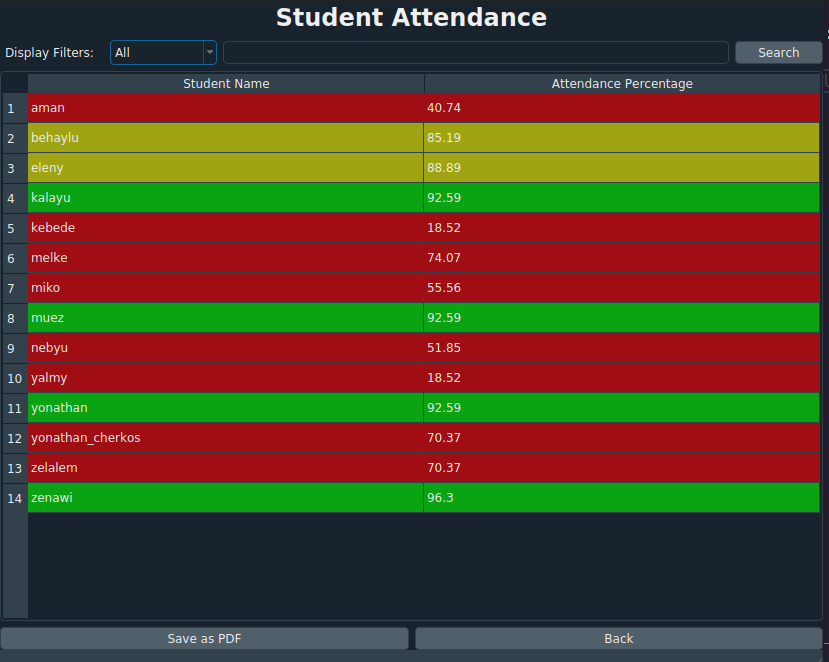 Student Attendance
Display Filters: All Search
Student Name Attendance Percentage
1 aman 40.74
2 behaylu 85.19
3 eleny 88.89
4 kalayu 92.59
5 kebede 18.52
6 melke 74.07
7 miko 55.56
8 muez 92.59
9 nebyu 51.85
10 yalmy 18.52
11 yonathan 92.59
12 yonathan_cherkos 70.37
13 zelalem 70.37
14 zenawi 96.3
Save as PDF Back